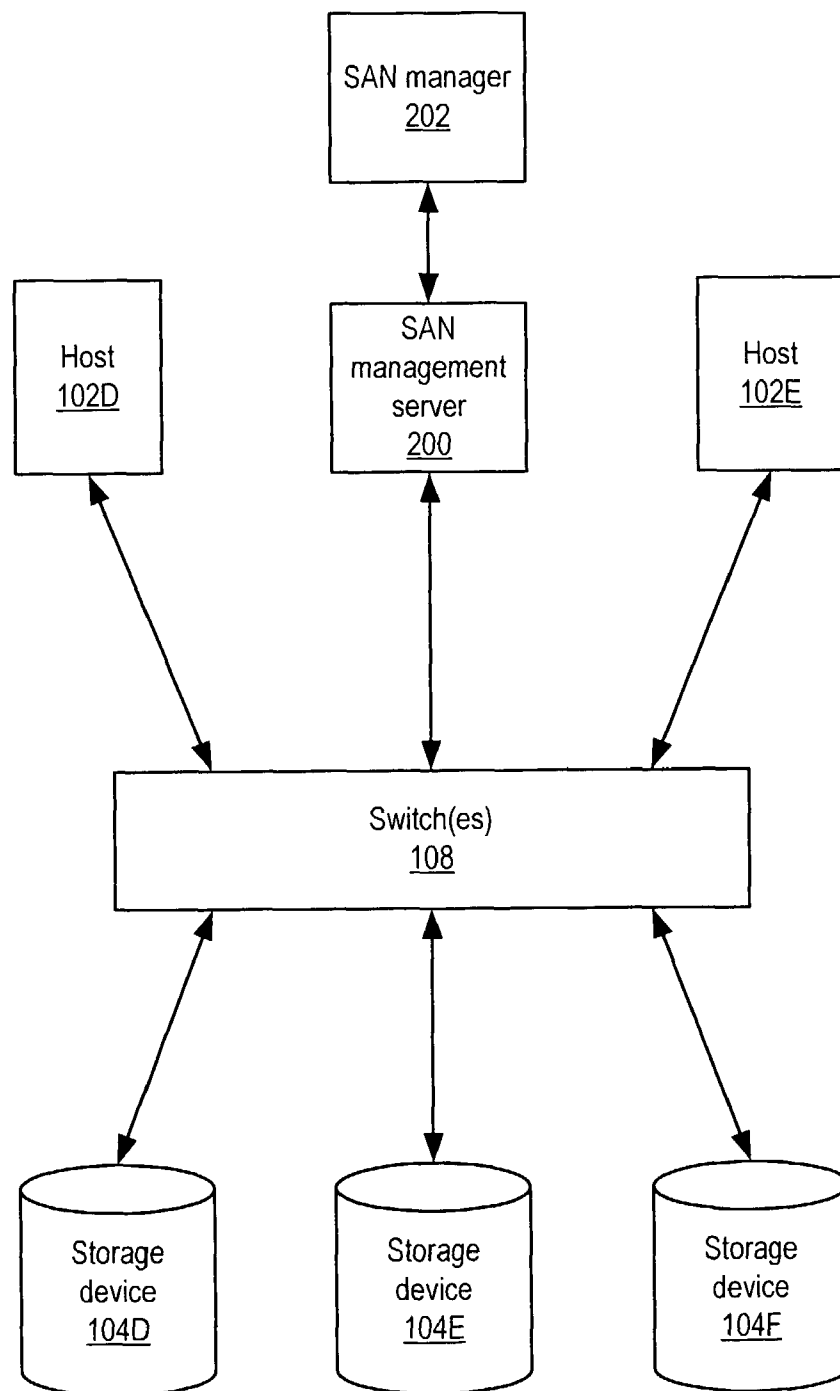 SAN manager
202
Host
102D
SAN
management
server
200
Host
102E
Switch(es)
108
Storage
device
104D
Storage
device
104E
Storage
device
104F